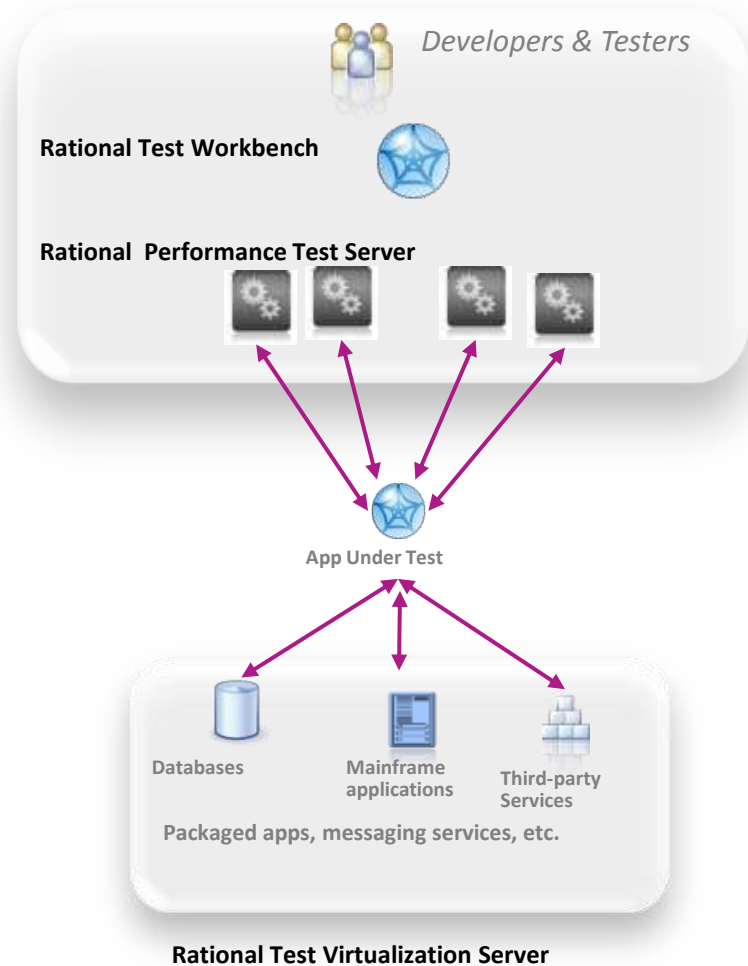 Developers & Testers
Rational Test Workbench
Rational Performance Test Server
App Under Test
Databases
Mainframe
applications
Third-party
Services
Packaged apps, messaging services, etc.
Rational Test Virtualization Server